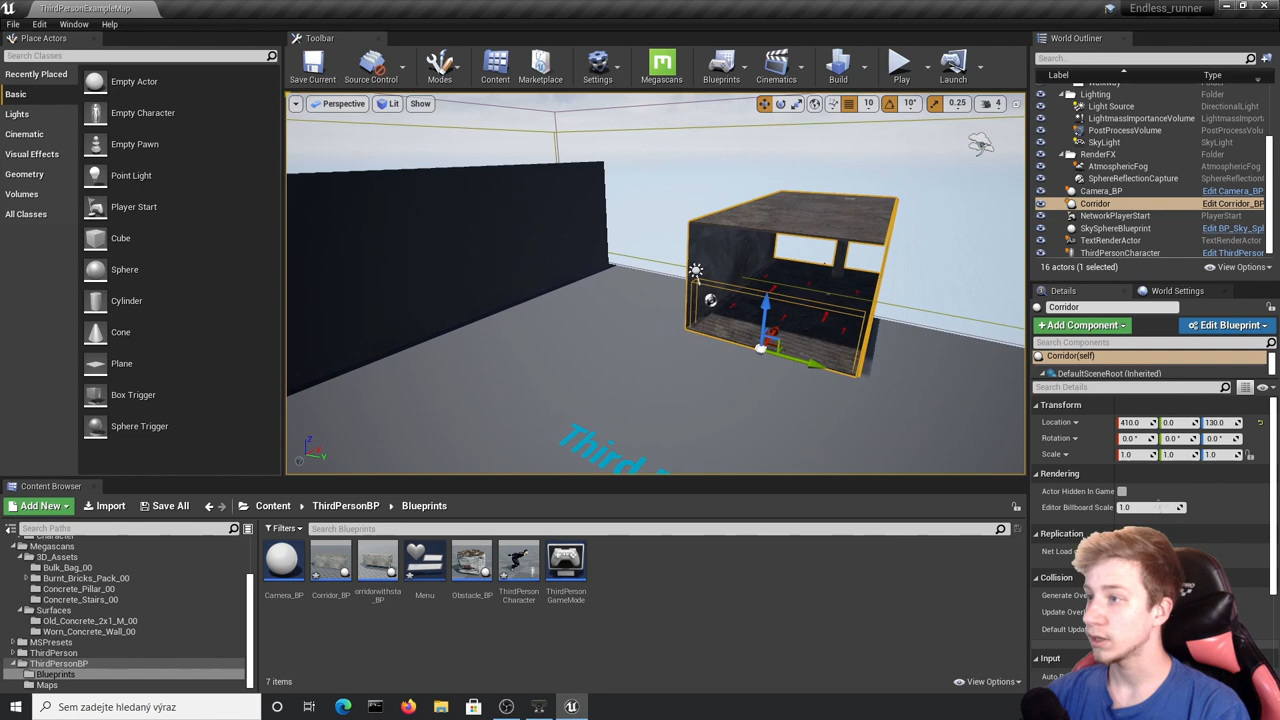 ThirdPersonExampleMap
Endless_runner
File Edit Window Help
Place Actors
Search Classes
Recently Placed
Basic
Lights
Cinematic
Visual Effects
Geometry
Volumes
All Classes
Empty Actor
Empty Character
Empty Pawn
Point Light
Player Start
Cube
Sphere
Cylinder
Cone
Plane
Box Trigger
Sphere Trigger
Toolbar
Save Current
Source Control
Modes
Content
Marketplace
Settings
Megascans
Blueprints
Cinematics
Build
Play
Launch
Perspective Lit Show
10 10° 0.25 4
Third
World Outliner
Search...
Label Type
Lighting Folder
Light Source DirectionalLight
LightmassImportanceVolume LightmassImportanceV
PostProcessVolume PostProcessVolume
SkyLight SkyLight
RenderFX Folder
AtmosphericFog AtmosphericFog
SphereReflectionCapture SphereReflectionC
Camera_BP Edit Camera_BP
Corridor Edit Corridor_BP
NetworkPlayerStart PlayerStart
SkySphereBlueprint Edit BP_Sky_Sp
TextRenderActor TextRenderActor
ThirdPersonCharacter Edit ThirdPerson
16 actors (1 selected) View Options
Details World Settings
Corridor
Add Component Edit Blueprint
Search Components
Corridor(self)
DefaultSceneRoot (Inherited)
Search Details
Transform
Location 410.0 0.0 130.0
Rotation 0.0 ° 0.0 ° 0.0 °
Scale 1.0 1.0 1.0
Rendering
Actor Hidden In Game
Editor Billboard Scale 1.0
Replication
Net Load
Collision
Generate Ove
Update Over
Default Updat
Input
Content Browser
Add New Import Save All Content ThirdPersonBP Blueprints
Search Paths
Filters Search Blueprints
Megascans
3D_Assets
Bulk_Bag_00
Burnt_Bricks_Pack_00
Concrete_Pillar_00
Concrete_Stairs_00
Surfaces
Old_Concrete_2x1_M_00
Worn_Concrete_Wall_00
MSPresets
ThirdPerson
ThirdPersonBP
Blueprints
Maps
Camera_BP
Corridor_BP
orridorwithsta
_BP
Menu
Obstacle_BP
ThirdPerson
Character
ThirdPerson
GameMode
7 items
View Options
Sem zadejte hledaný výraz